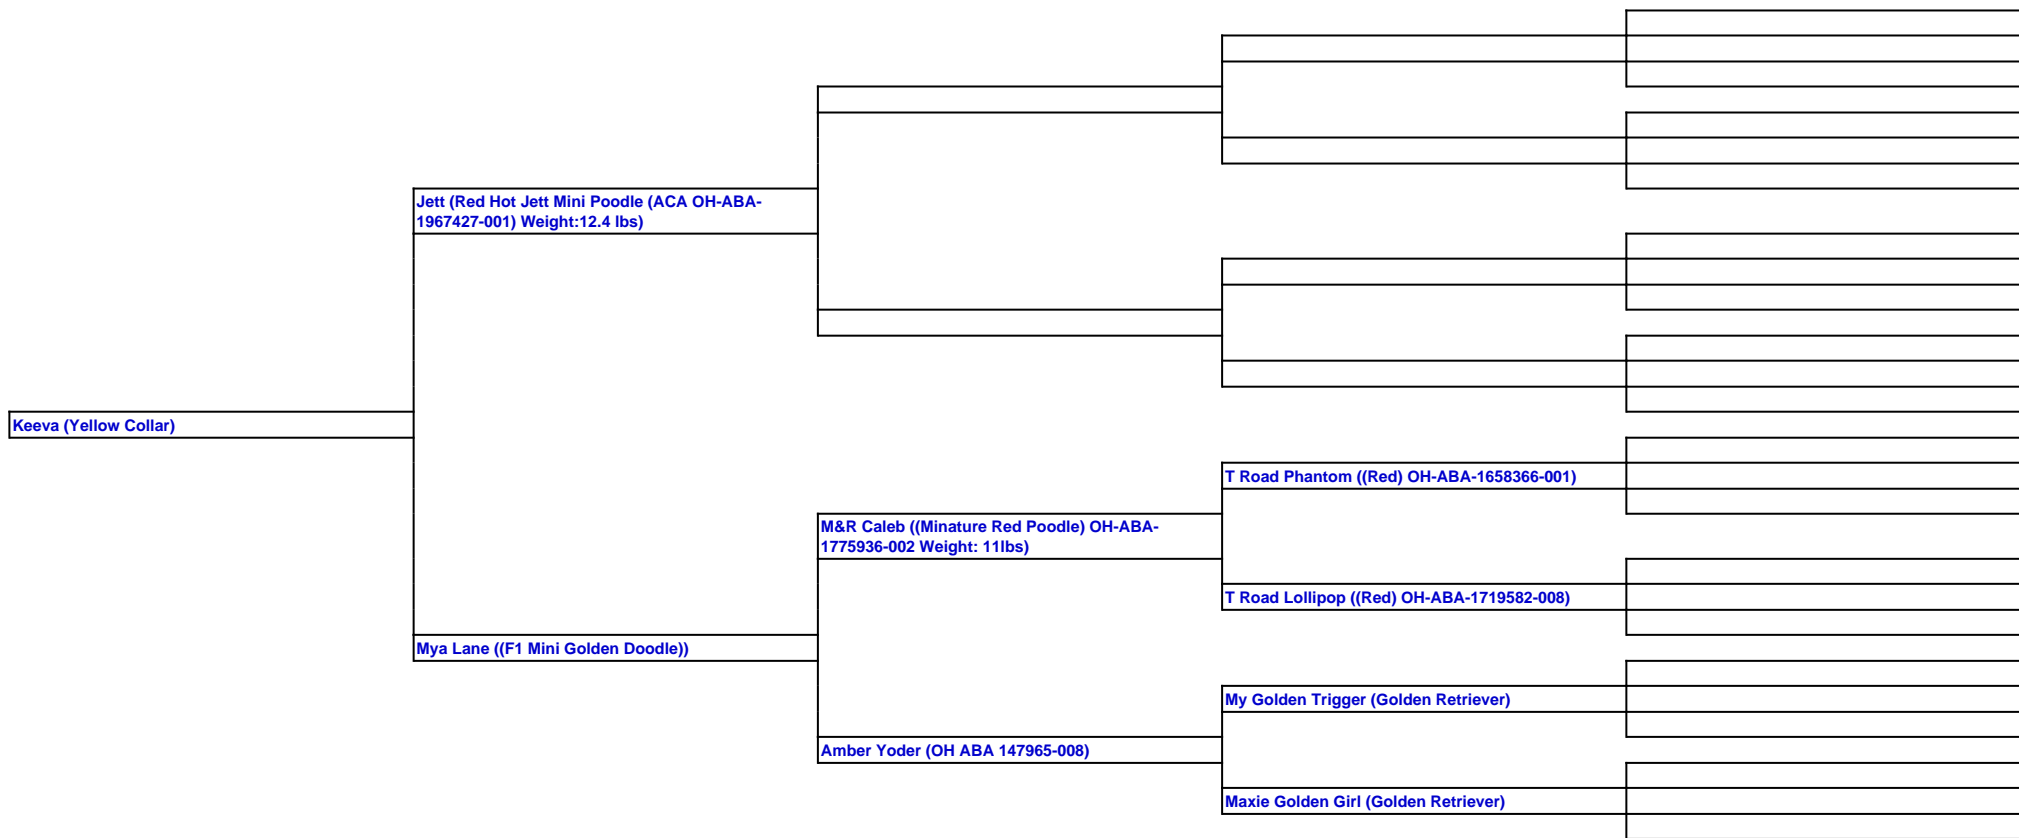 Jett (Red Hot Jett Mini Poodle (ACA OH-ABA-
1967427-001) Weight:12.4 lbs)
Keeva (Yellow Collar)
T Road Phantom ((Red) OH-ABA-1658366-001)
M&R Caleb ((Minature Red Poodle) OH-ABA-
1775936-002 Weight: 11lbs)
T Road Lollipop ((Red) OH-ABA-1719582-008)
Mya Lane ((F1 Mini Golden Doodle))
My Golden Trigger (Golden Retriever)
Amber Yoder (OH ABA 147965-008)
Maxie Golden Girl (Golden Retriever)